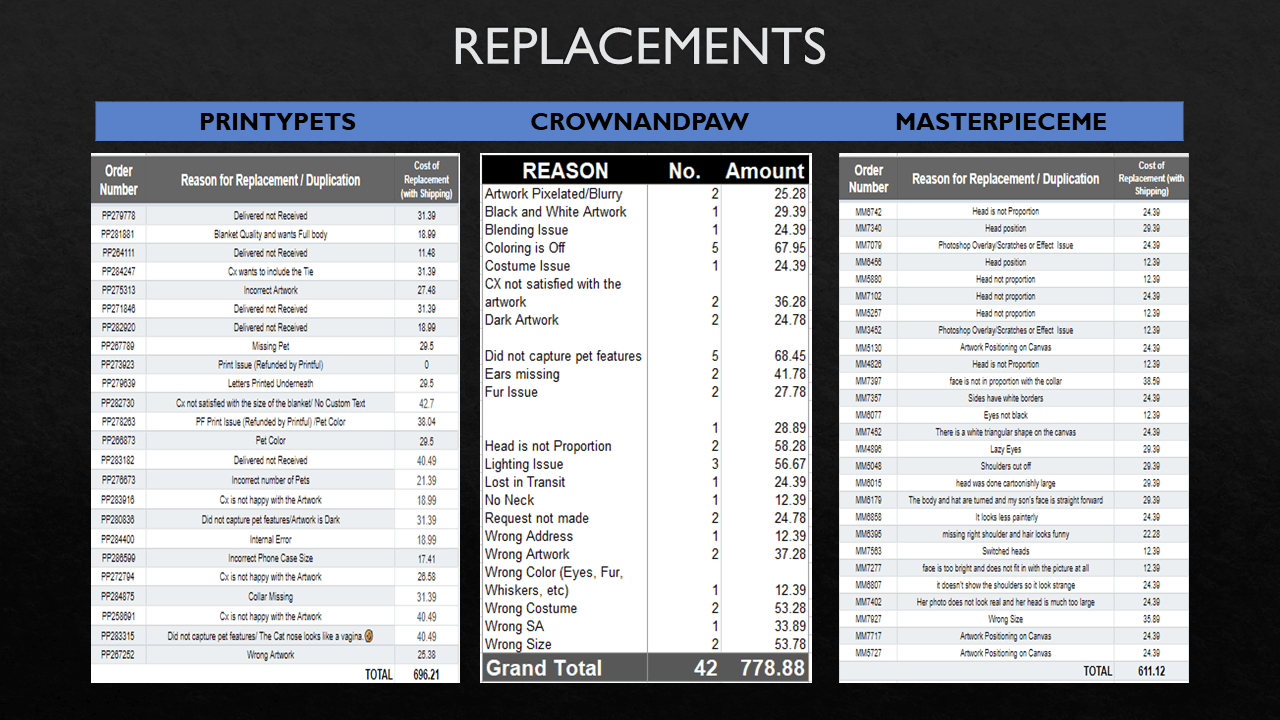 REPLACEMENTS
PRINTYPETS CROWNANDPAW MASTERPIECEME
Order Number Reason for Replacement / Duplication Cost of Replacement (with Shipping)
PP279778 Delivered not Received 31.39
PP281881 Blanket Quality and wants Full body 18.99
PP264111 Delivered not Received 11.48
PP284247 Cx wants to include the Tie 31.39
PP275313 Incorrect Artwork 27.48
PP271846 Delivered not Received 31.39
PP282920 Delivered not Received 18.99
PP267789 Missing Pet 29.5
PP273923 Print Issue (Refunded by Printful) 0
PP279639 Letters Printed Underneath 29.5
PP282730 Cx not satisfied with the size of the blanket/ No Custom Text 42.7
PP278263 PF Print Issue (Refunded by Printful) /Pet Color 38.04
PP266873 Pet Color 29.5
PP283182 Delivered not Received 40.49
PP276673 Incorrect number of Pets 21.39
PP283916 Cx is not happy with the Artwork 18.99
PP280836 Did not capture pet features/Artwork is Dark 31.39
PP284400 Internal Error 18.99
PP286599 Incorrect Phone Case Size 17.41
PP272794 Cx is not happy with the Artwork 26.58
PP284875 Collar Missing 31.39
PP258691 Cx is not happy with the Artwork 40.49
PP283315 Did not capture pet features/ The Cat nose looks like a vagina. 40.49
PP267252 Wrong Artwork 25.38
TOTAL 696.21
REASON No. Amount
Artwork Pixelated/Blurry 2 25.28
Black and White Artwork 1 29.39
Blending Issue 1 24.39
Coloring is Off 5 67.95
Costume Issue 1 24.39
CX not satisfied with the
artwork 2 36.28
Dark Artwork 2 24.78
Did not capture pet features 5 68.45
Ears missing 2 41.78
Fur Issue 2 27.78
1 28.89
Head is not Proportion 2 58.28
Lighting Issue 3 56.67
Lost in Transit 1 24.39
No Neck 1 12.39
Request not made 2 24.78
Wrong Address 1 12.39
Wrong Artwork 2 37.28
Wrong Color (Eyes, Fur,
Whiskers, etc) 1 12.39
Wrong Costume 2 53.28
Wrong SA 1 33.89
Wrong Size 2 53.78
Grand Total 42 778.88
Order Number Reason for Replacement / Duplication Cost of Replacement (with Shipping)
MM6742 Head is not Proportion 24.39
MM7340 Head position 29.39
MM7079 Photoshop Overlay/Scratches or Effect Issue 24.39
MM6456 Head position 12.39
MM5880 Head not proportion 12.39
MM7102 Head not proportion 24.39
MM5257 Head not proportion 12.39
MM3452 Photoshop Overlay/Scratches or Effect Issue 12.39
MM5130 Artwork Positioning on Canvas 24.39
MM4826 Head is not Proportion 12.39
MM7397 face is not in proportion with the collar 38.59
MM7357 Sides have white borders 24.39
MM6077 Eyes not black 12.39
MM7452 There is a white triangular shape on the canvas 24.39
MM4896 Lazy Eyes 29.39
MM5048 Shoulders cut off 29.39
MM6015 head was done cartoonishly large 29.39
MM6179 The body and hat are turned and my son's face is straight forward 29.39
MM6858 It looks less painterly 24.39
MM6395 missing right shoulder and hair looks funny 22.28
MM7563 Switched heads 12.39
MM7277 face is too bright and does not fit in with the picture at all 12.39
MM6807 it doesn't show the shoulders so it look strange 24.39
MM7402 Her photo does not look real and her head is much too large 24.39
MM7927 Wrong Size 35.89
MM7717 Artwork Positioning on Canvas 24.39
MM5727 Artwork Positioning on Canvas 24.39
TOTAL 611.12